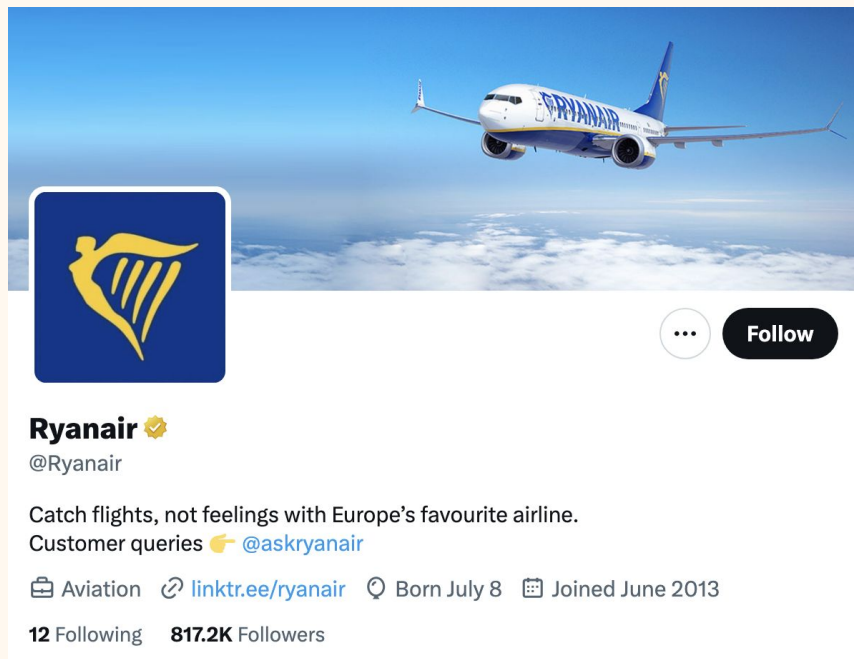 RYANAIR
Follow
Ryanair
@Ryanair
Catch flights, not feelings with Europe’s favourite airline.
Customer queries 👉 @askryanair
Aviation linktr.ee/ryanair Born July 8 Joined June 2013
12 Following 817.2K Followers